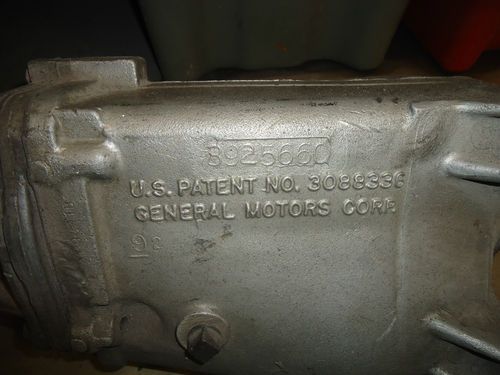 3925660
U.S. PATENT NO. 3088336
GENERAL MOTORS CORP.